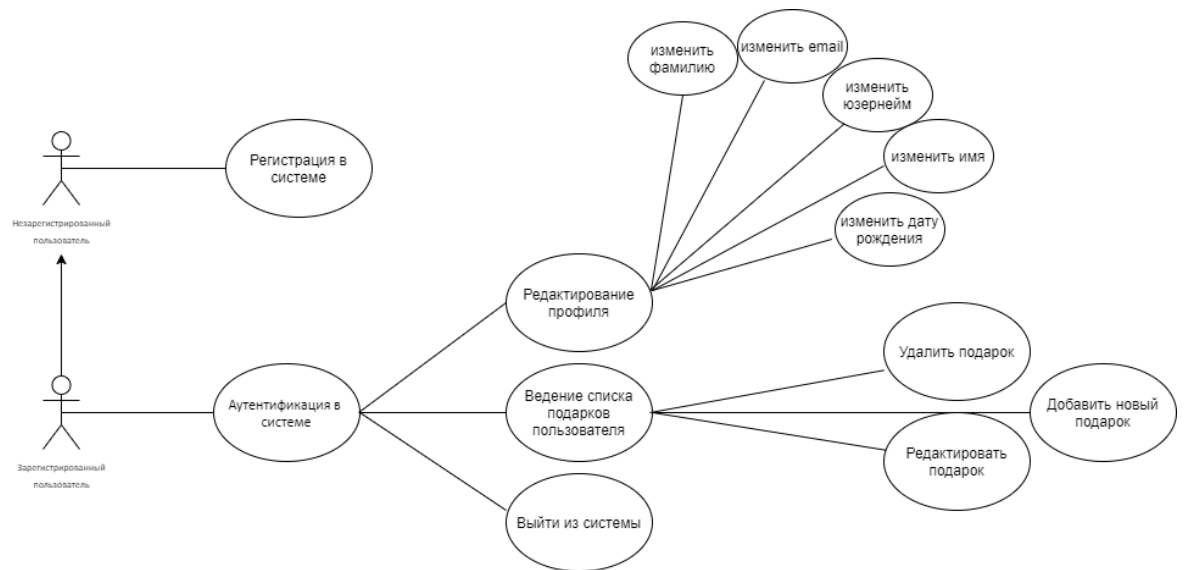 изменить
фамилию
изменить email
изменить
юзернейм
изменить имя
изменить дату
рождения
Регистрация в
системе
Незарегистрированный
пользователь
Редактирование
профиля
Удалить подарок
Ведение списка
подарков
пользователя
Добавить новый
подарок
Аутентификация в
системе
Редактировать
подарок
Зарегистрированный
пользователь
Выйти из системы